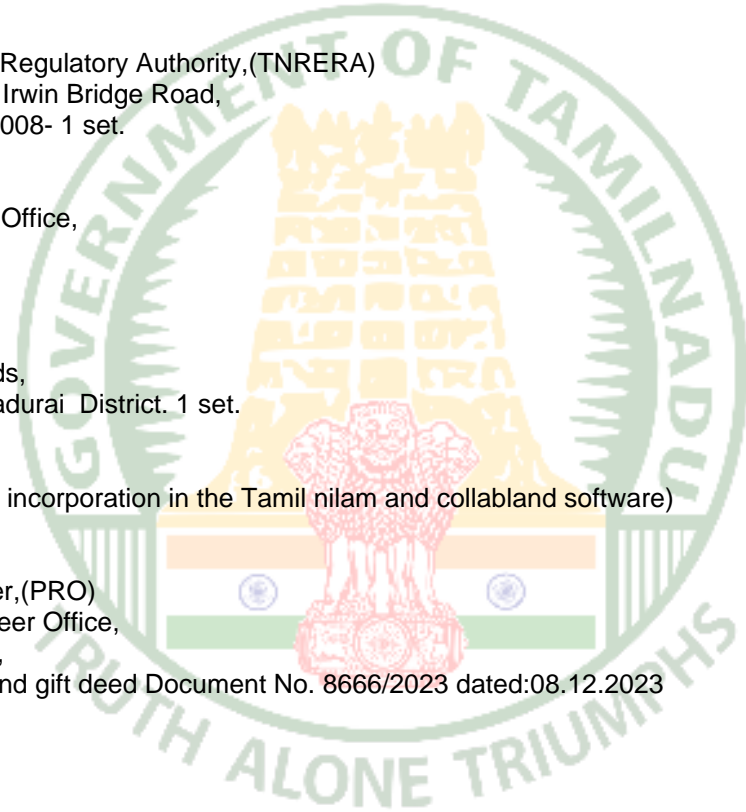 Regulatory Authority,(TNRERA)
Irwin Bridge Road,
008- 1 set.
Office,
ds,
adurai District. 1 set.
incorporation in the Tamil nilam and collabland software)
er,(PRO)
eer Office,
,
nd gift deed Document No. 8666/2023 dated:08.12.2023
GOVERNMENT OF TAMILNADU
TRUTH ALONE TRIUMPHS